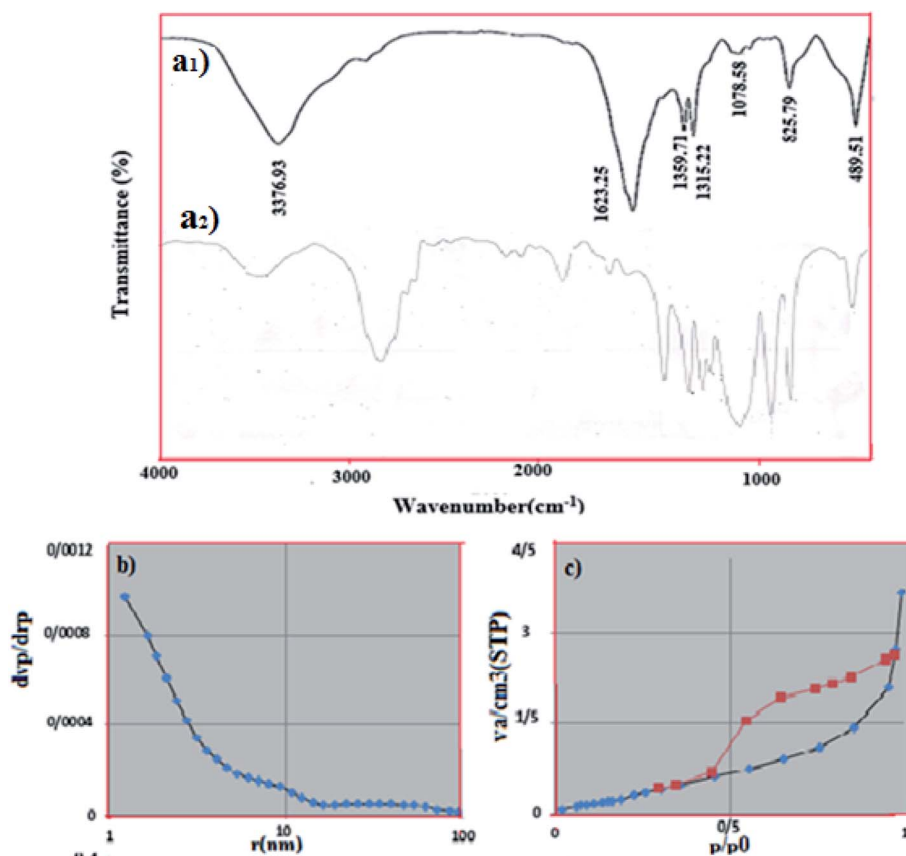 a1)
3376.93
1623.25
1359.71
1315.22
1078.58
825.79
489.51
a2)
Transmittance (%)
4000
3000
2000
1000
Wavenumber(cm-1)
b)
0/0012
0/0008
0/0004
0
dvp/drp
1
10
100
r(nm)
c)
4/5
3
1/5
0
va/cm3(STP)
0
0/5
1
p/p0